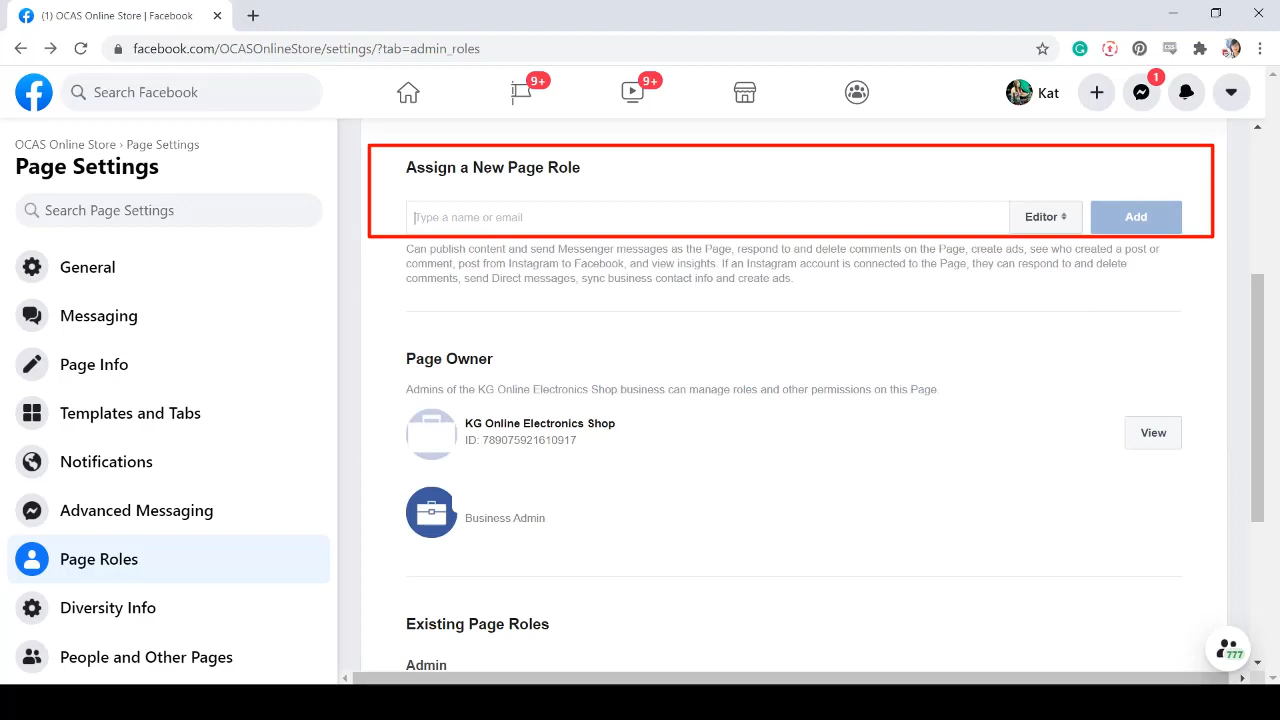 (1) OCAS Online Store | Facebook
facebook.com/OCASOnlineStore/settings/?tab=admin_roles
Search Facebook
9+
9+
Kat
1
OCAS Online Store › Page Settings
Page Settings
Search Page Settings
General
Messaging
Page Info
Templates and Tabs
Notifications
Advanced Messaging
Page Roles
Diversity Info
People and Other Pages
Assign a New Page Role
Type a name or email
Editor
Add
Can publish content and send Messenger messages as the Page, respond to and delete comments on the Page, create ads, see who created a post or
comment, post from Instagram to Facebook, and view insights. If an Instagram account is connected to the Page, they can respond to and delete
comments, send Direct messages, sync business contact info and create ads.
Page Owner
Admins of the KG Online Electronics Shop business can manage roles and other permissions on this Page.
KG Online Electronics Shop
ID: 789075921610917
View
Business Admin
Existing Page Roles
Admin
777